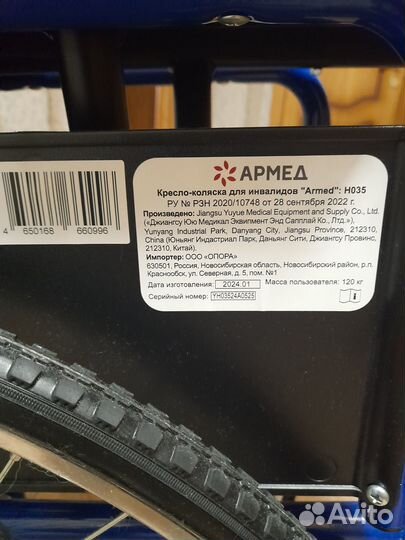 АРМЕД
Кресло-коляска для инвалидов "Armed": H035
РУ № РЗН 2020/10748 от 28 сентября 2022 г.
Произведено: Jiangsu Yuyue Medical Equipment and Supply Co., Ltd.
(«Джиангсу Юю Медикал Эквипмент Энд Сапплай Ко., Лтд.»),
Yunyang Industrial Park, Danyang City, Jiangsu Province, 212310,
China (Юньянг Индастриал Парк, Даньянг Сити, Джиангсу Провинс,
212310, Китай).
Импортер: ООО «ОПОРА»
630501, Россия, Новосибирская область, Новосибирский район, р.п.
Краснообск, ул. Северная, д. 5, пом. №1
Дата изготовления: 2024.01 Масса пользователя: 120 кг
Серийный номер: YH03524A0525
4 650168 660996
Avito